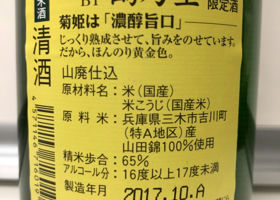 限定酒
菊姫は「濃醇旨口」――
じっくり熟成させて、旨みをのせています。
だから、ほんのり黄金色。
山廃仕込
原材料名：米（国産）
米こうじ（国産米）
原料米：兵庫県三木市吉川町
（特A地区）産
山田錦100%使用
精米歩合：65%
アルコール分：16度以上17度未満
製造年月 2017.10.A
米酒
清酒